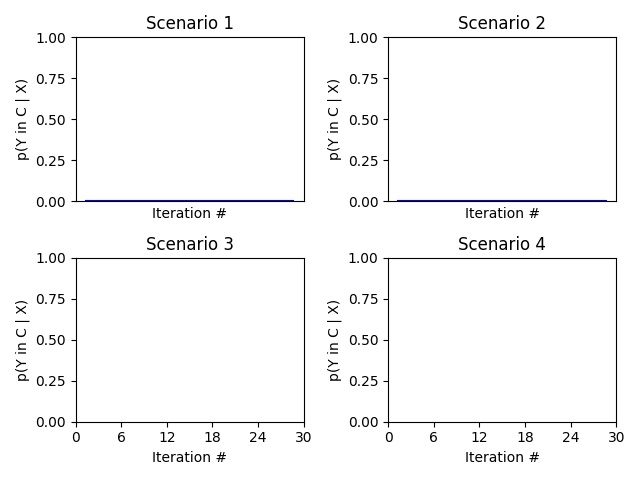 Scenario 1
1.00
0.75
0.50
0.25
0.00
p(Y in C | X)
Iteration #
Scenario 2
1.00
0.75
0.50
0.25
0.00
p(Y in C | X)
Iteration #
Scenario 3
1.00
0.75
0.50
0.25
0.00
p(Y in C | X)
0 6 12 18 24 30
Iteration #
Scenario 4
1.00
0.75
0.50
0.25
0.00
p(Y in C | X)
0 6 12 18 24 30
Iteration #